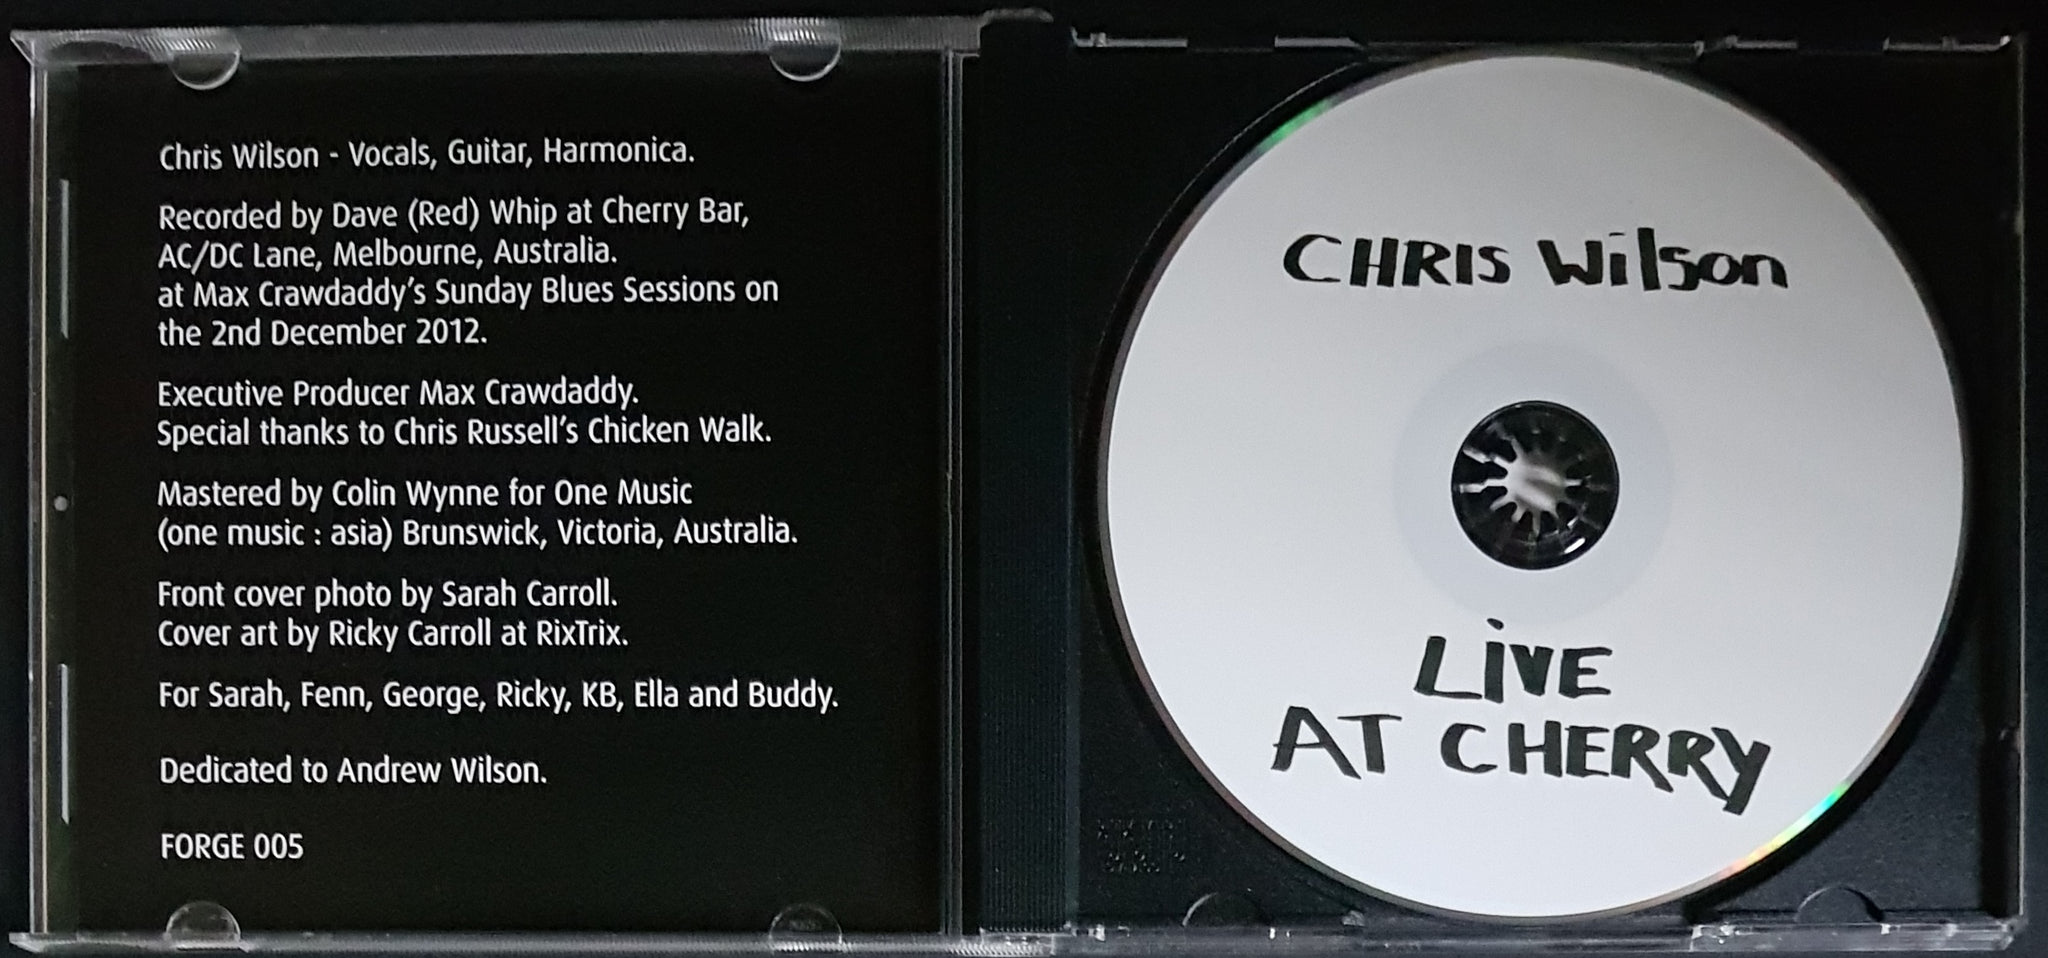 Chris Wilson - Vocals, Guitar, Harmonica.
Recorded by Dave (Red) Whip at Cherry Bar,
AC/DC Lane, Melbourne, Australia.
at Max Crawdaddy's Sunday Blues Sessions on
the 2nd December 2012.
Executive Producer Max Crawdaddy.
Special thanks to Chris Russell's Chicken Walk.
Mastered by Colin Wynne for One Music
(one music : asia) Brunswick, Victoria, Australia.
Front cover photo by Sarah Carroll.
Cover art by Ricky Carroll at RixTrix.
For Sarah, Fenn, George, Ricky, KB, Ella and Buddy.
Dedicated to Andrew Wilson.
FORGE 005
CHRIS Wilson
LiVE
AT CHERRY